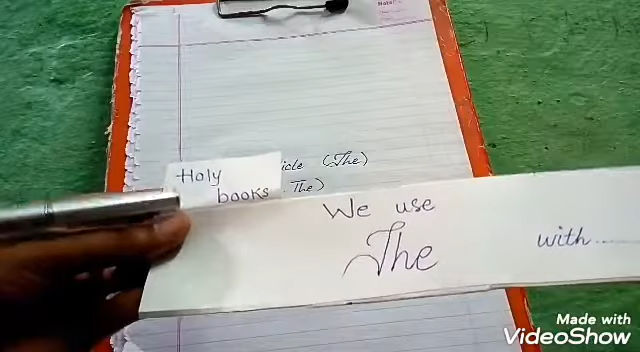 icle (The)
The)
Holy
books
We use
The with......
Made with
VideoShow